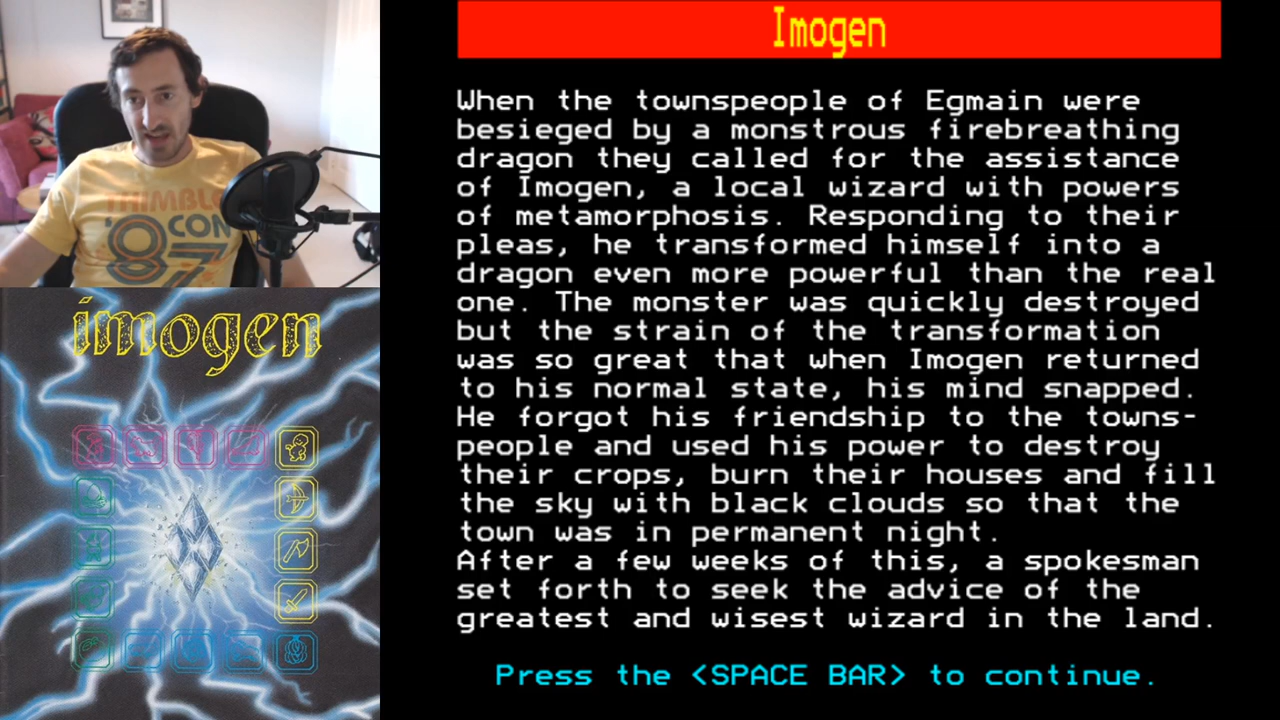 Imogen
When the townspeople of Egmain were
besieged by a monstrous firebreathing
dragon they called for the assistance
of Imogen, a local wizard with powers
of metamorphosis. Responding to their
pleas, he transformed himself into a
dragon even more powerful than the real
one. The monster was quickly destroyed
but the strain of the transformation
was so great that when Imogen returned
to his normal state, his mind snapped.
He forgot his friendship to the towns-
people and used his power to destroy
their crops, burn their houses and fill
the sky with black clouds so that the
town was in permanent night.
After a few weeks of this, a spokesman
set forth to seek the advice of the
greatest and wisest wizard in the land.
Press the <SPACE BAR> to continue.
'87
CON
imogen